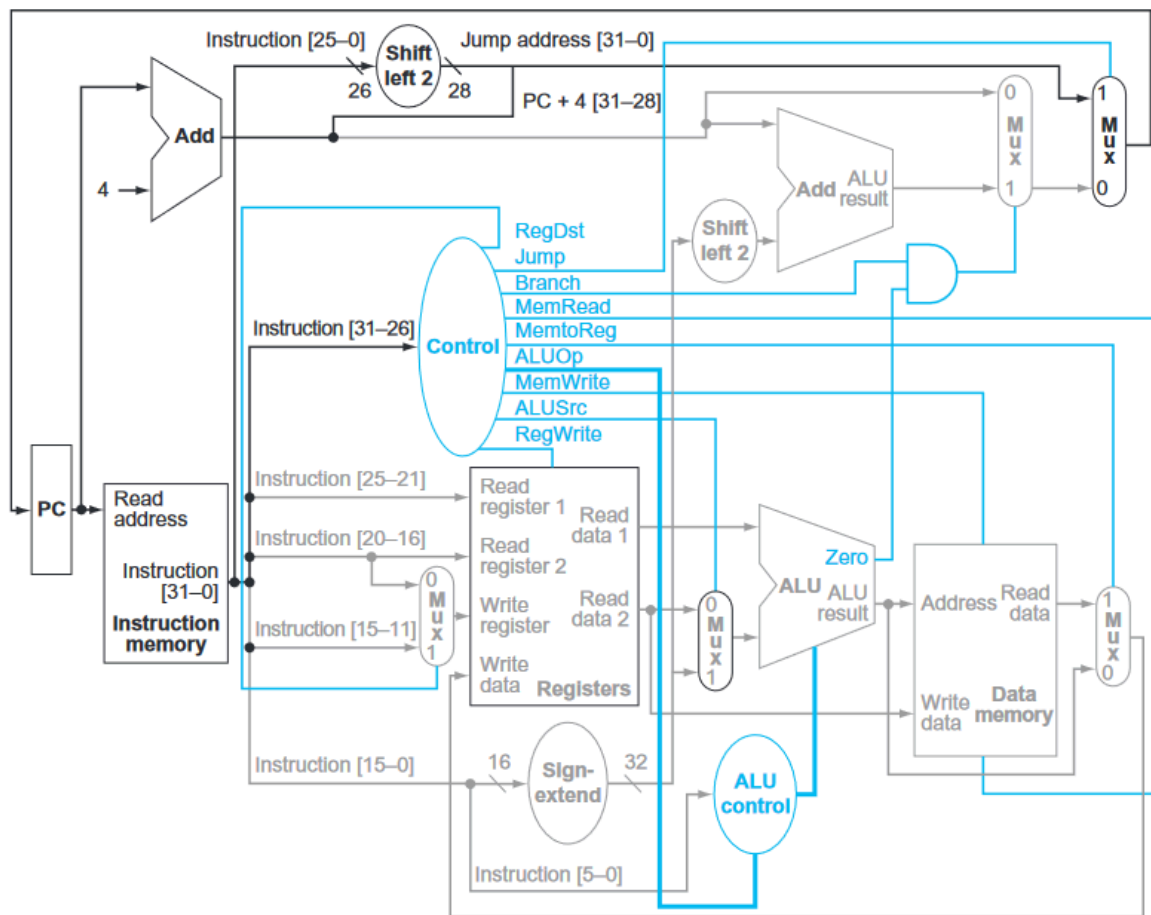 Instruction [25–0]
Shift
left 2
Jump address [31–0]
26
28
PC + 4 [31–28]
Add
4
0
M
u
x
1
1
M
u
x
0
Add
ALU
result
Shift
left 2
RegDst
Jump
Branch
MemRead
MemtoReg
ALUOp
MemWrite
ALUSrc
RegWrite
Instruction [31–26]
Control
PC
Read
address
Instruction
[31–0]
Instruction
memory
Instruction [25–21]
Instruction [20–16]
Instruction [15–11]
0
M
u
x
1
Read
register 1
Read
register 2
Write
register
Write
data
Read
data 1
Read
data 2
Registers
0
M
u
x
1
Zero
ALU
ALU
result
Address
Read
data
Write
data
Data
memory
1
M
u
x
0
Instruction [15–0]
16
Sign-
extend
32
ALU
control
Instruction [5–0]